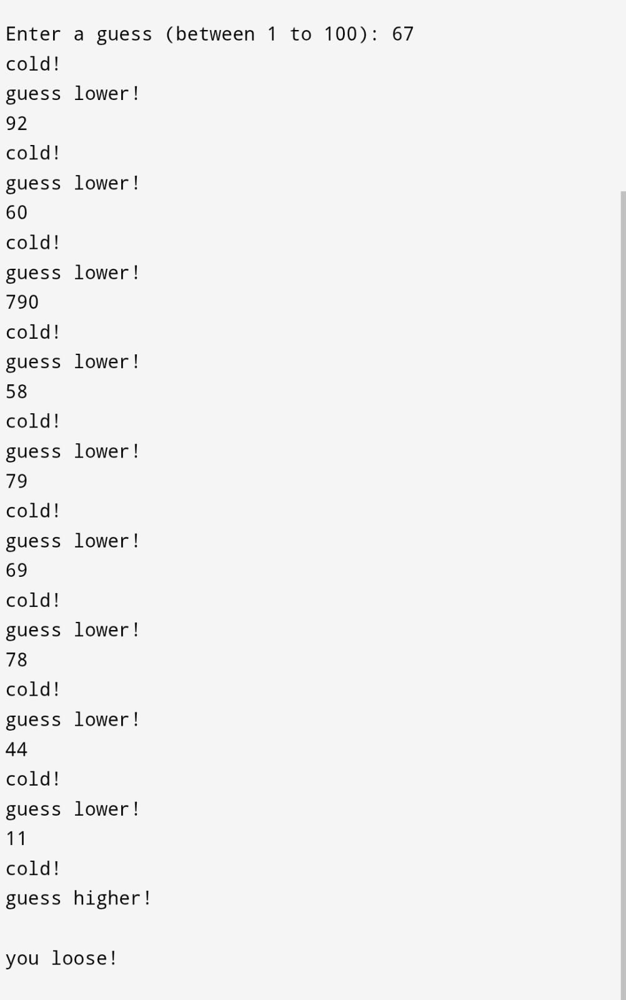 Enter a guess (between 1 to 100): 67
cold!
guess lower!
92
cold!
guess lower!
60
cold!
guess lower!
790
cold!
guess lower!
58
cold!
guess lower!
79
cold!
guess lower!
69
cold!
guess lower!
78
cold!
guess lower!
44
cold!
guess lower!
11
cold!
guess higher!

you loose!